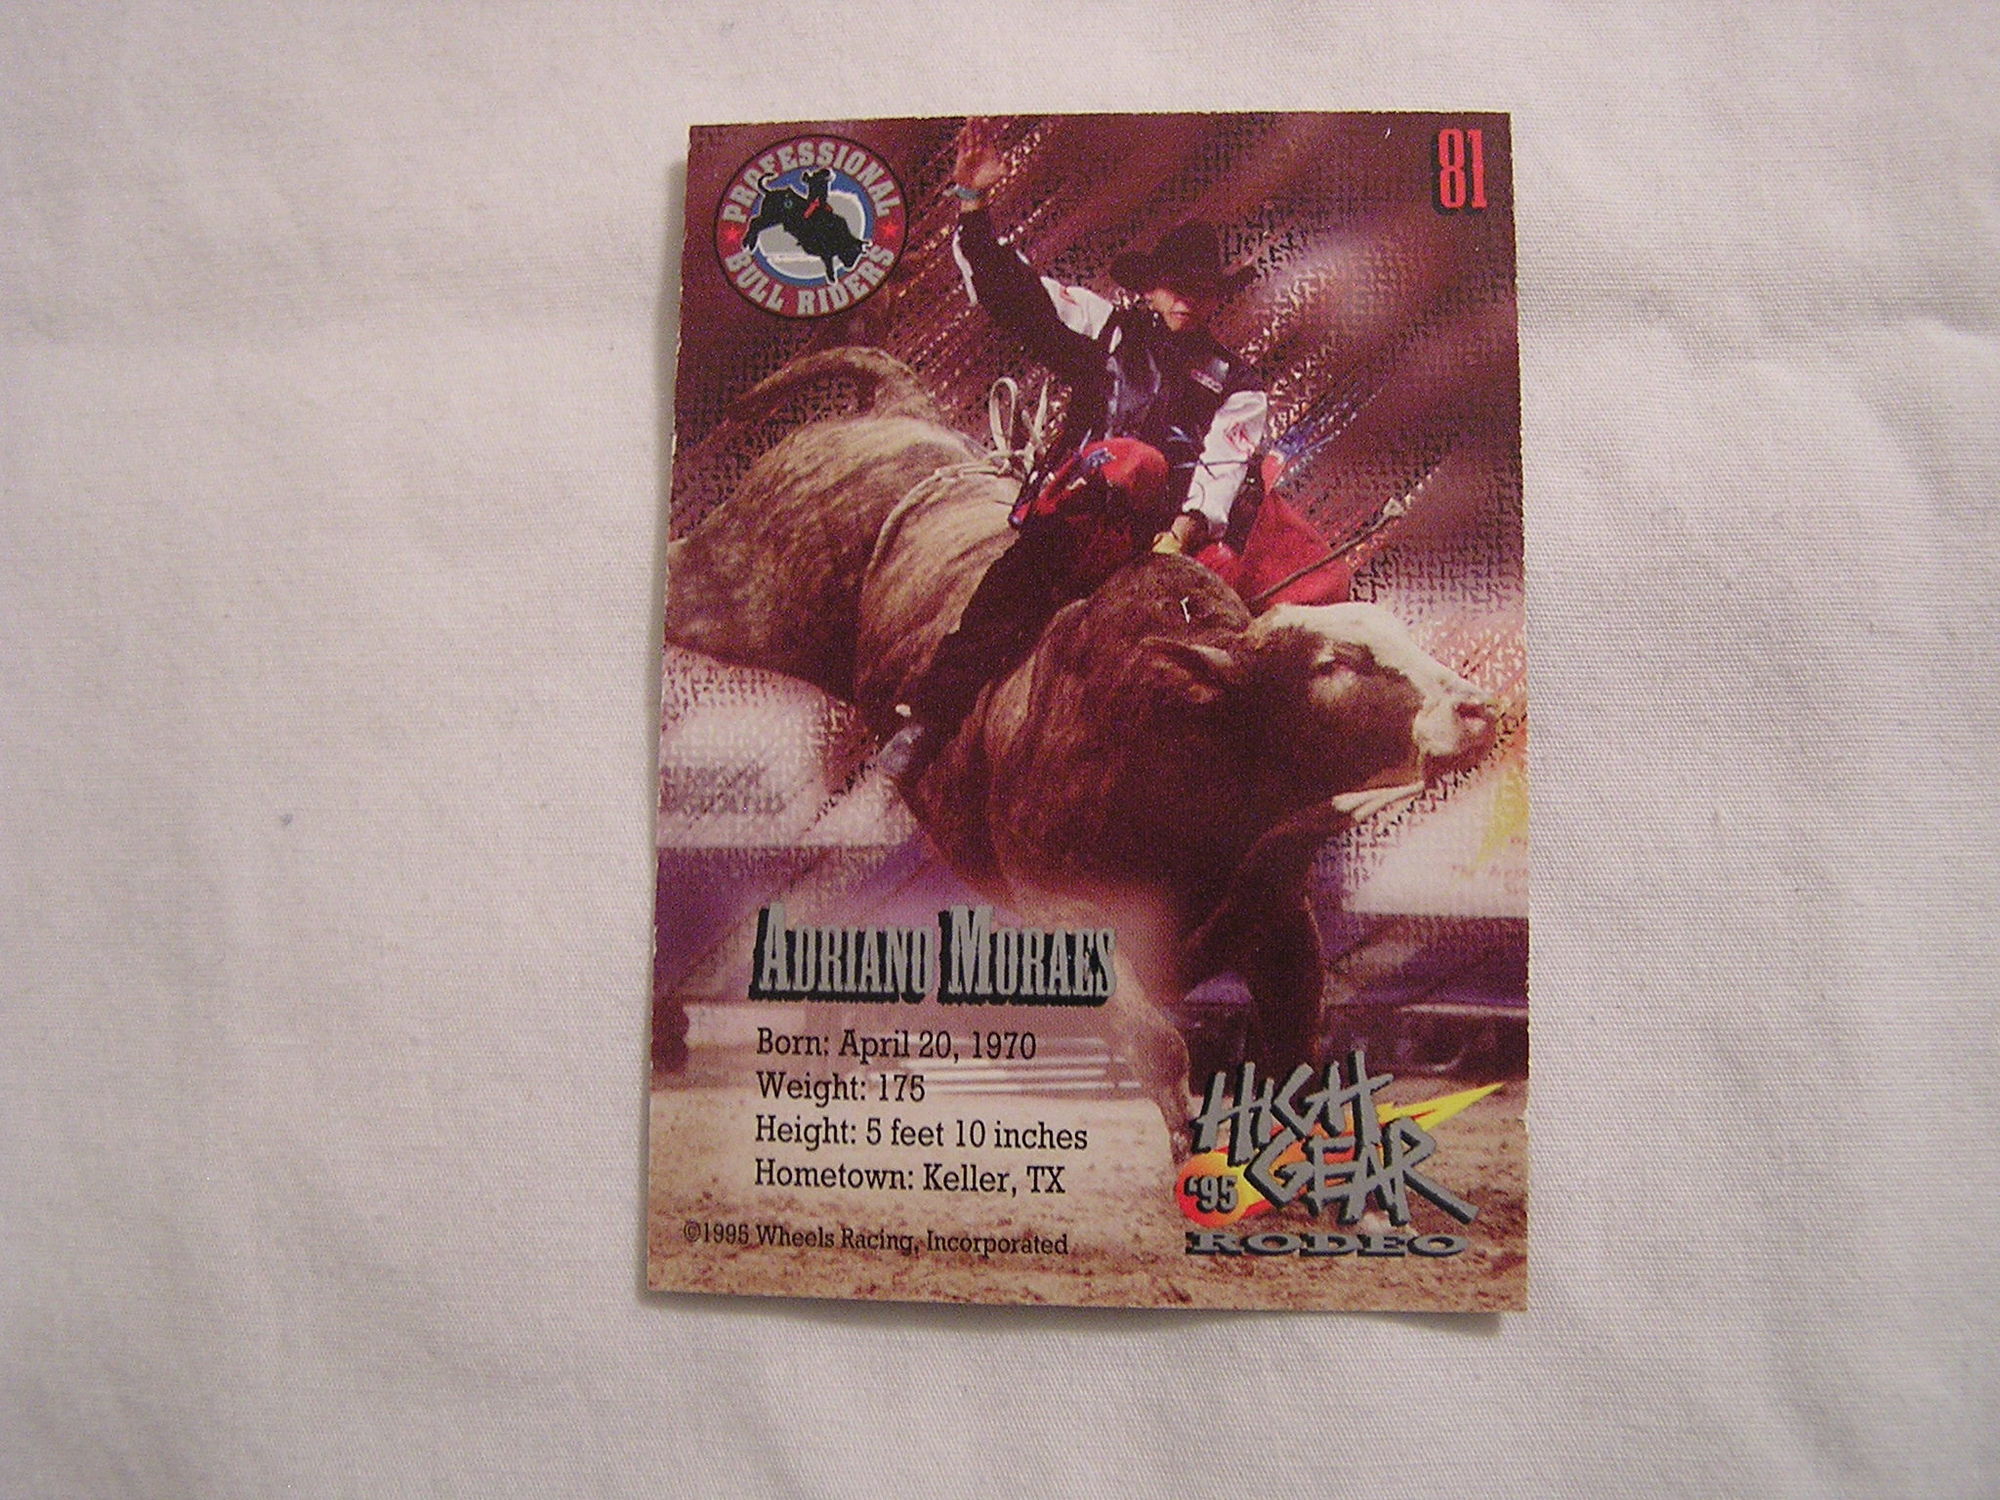 PROFESSIONAL
BULL RIDERS
81
ADRIANO MORAES
Born: April 20, 1970
Weight: 175
Height: 5 feet 10 inches
Hometown: Keller, TX
©1995 Wheels Racing, Incorporated
HIGH
GEAR
'95
RODEO